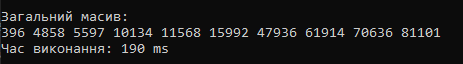 Загальний масив:
396 4858 5597 10134 11568 15992 47936 61914 70636 81101
Час виконання: 190 ms